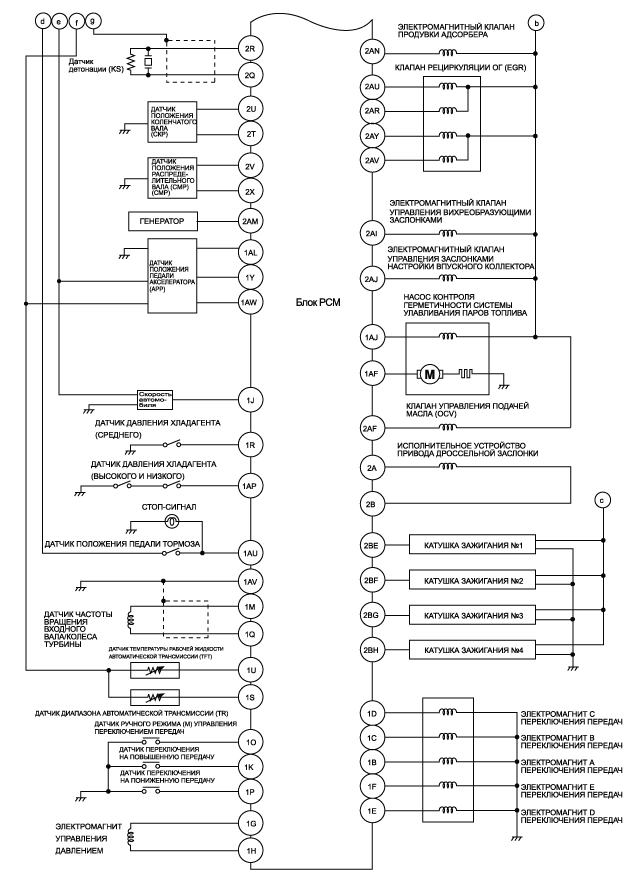 d e f g
b
2R
Датчик
детонации (KS)
2Q
ДАТЧИК
ПОЛОЖЕНИЯ
КОЛЕНЧАТОГО
ВАЛА
(CKP)
2U
2T
ДАТЧИК
ПОЛОЖЕНИЯ
РАСПРЕДЕ-
ЛИТЕЛЬНОГО
ВАЛА (CMP)
(CMP)
2V
2X
ГЕНЕРАТОР
2AM
ДАТЧИК
ПОЛОЖЕНИЯ
ПЕДАЛИ
АКСЕЛЕРАТОРА
(APP)
1AL
1Y
1AW
Скорость
автомо-
биля
1J
ДАТЧИК ДАВЛЕНИЯ ХЛАДАГЕНТА
(СРЕДНЕГО)
1R
ДАТЧИК ДАВЛЕНИЯ ХЛАДАГЕНТА
(ВЫСОКОГО И НИЗКОГО)
1AP
СТОП-СИГНАЛ
ДАТЧИК ПОЛОЖЕНИЯ ПЕДАЛИ ТОРМОЗА
1AU
1AV
ДАТЧИК ЧАСТОТЫ
ВРАЩЕНИЯ
ВХОДНОГО
ВАЛА/КОЛЕСА
ТУРБИНЫ
1M
1Q
ДАТЧИК ТЕМПЕРАТУРЫ РАБОЧЕЙ ЖИДКОСТИ
АВТОМАТИЧЕСКОЙ ТРАНСМИССИИ (TFT)
1U
1S
ДАТЧИК ДИАПАЗОНА АВТОМАТИЧЕСКОЙ ТРАНСМИССИИ (TR)
ДАТЧИК РУЧНОГО РЕЖИМА (M) УПРАВЛЕНИЯ
ПЕРЕКЛЮЧЕНИЕМ ПЕРЕДАЧ
1O
ДАТЧИК ПЕРЕКЛЮЧЕНИЯ
НА ПОВЫШЕННУЮ ПЕРЕДАЧУ
1K
ДАТЧИК ПЕРЕКЛЮЧЕНИЯ
НА ПОНИЖЕННУЮ ПЕРЕДАЧУ
1P
ЭЛЕКТРОМАГНИТ
УПРАВЛЕНИЯ
ДАВЛЕНИЕМ
1G
1H
Блок PCM
ЭЛЕКТРОМАГНИТНЫЙ КЛАПАН
ПРОДУВКИ АДСОРБЕРА
2AN
КЛАПАН РЕЦИРКУЛЯЦИИ ОГ (EGR)
2AU
2AR
2AY
2AV
ЭЛЕКТРОМАГНИТНЫЙ КЛАПАН
УПРАВЛЕНИЯ ВИХРЕОБРАЗУЮЩИМИ
ЗАСЛОНКАМИ
2AI
ЭЛЕКТРОМАГНИТНЫЙ КЛАПАН
УПРАВЛЕНИЯ ЗАСЛОНКАМИ
НАСТРОЙКИ ВПУСКНОГО КОЛЛЕКТОРА
2AJ
НАСОС КОНТРОЛЯ
ГЕРМЕТИЧНОСТИ СИСТЕМЫ
УЛАВЛИВАНИЯ ПАРОВ ТОПЛИВА
1AJ
1AF
M
КЛАПАН УПРАВЛЕНИЯ ПОДАЧЕЙ
МАСЛА (OCV)
2AF
ИСПОЛНИТЕЛЬНОЕ УСТРОЙСТВО
ПРИВОДА ДРОССЕЛЬНОЙ ЗАСЛОНКИ
2A
2B
c
2BE КАТУШКА ЗАЖИГАНИЯ №1
2BF КАТУШКА ЗАЖИГАНИЯ №2
2BG КАТУШКА ЗАЖИГАНИЯ №3
2BH КАТУШКА ЗАЖИГАНИЯ №4
1D
ЭЛЕКТРОМАГНИТ C
ПЕРЕКЛЮЧЕНИЯ ПЕРЕДАЧ
1C
ЭЛЕКТРОМАГНИТ B
ПЕРЕКЛЮЧЕНИЯ ПЕРЕДАЧ
1B
ЭЛЕКТРОМАГНИТ A
ПЕРЕКЛЮЧЕНИЯ ПЕРЕДАЧ
1F
ЭЛЕКТРОМАГНИТ E
ПЕРЕКЛЮЧЕНИЯ ПЕРЕДАЧ
1E
ЭЛЕКТРОМАГНИТ D
ПЕРЕКЛЮЧЕНИЯ ПЕРЕДАЧ